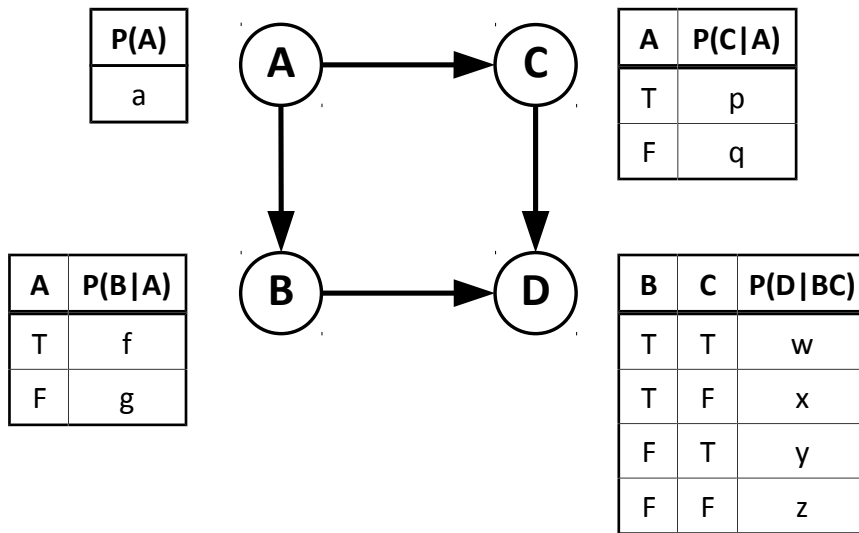 P(A)
a
A
C
A P(C|A)
T p
F q
A P(B|A)
T f
F g
B
D
B C P(D|BC)
T T w
T F x
F T y
F F z